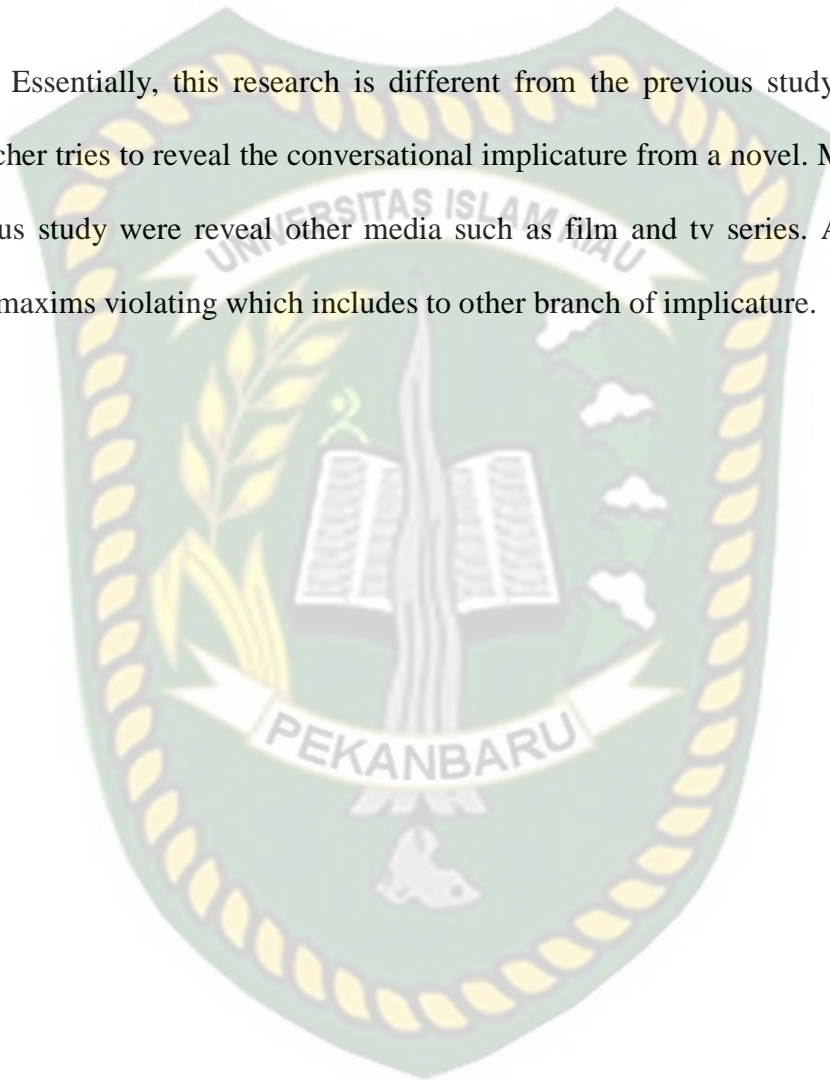 Essentially, this research is different from the previous study
cher tries to reveal the conversational implicature from a novel. M
us study were reveal other media such as film and tv series. A
maxims violating which includes to other branch of implicature.
UNIVERSITAS ISLAM RIAU
PEKANBARU